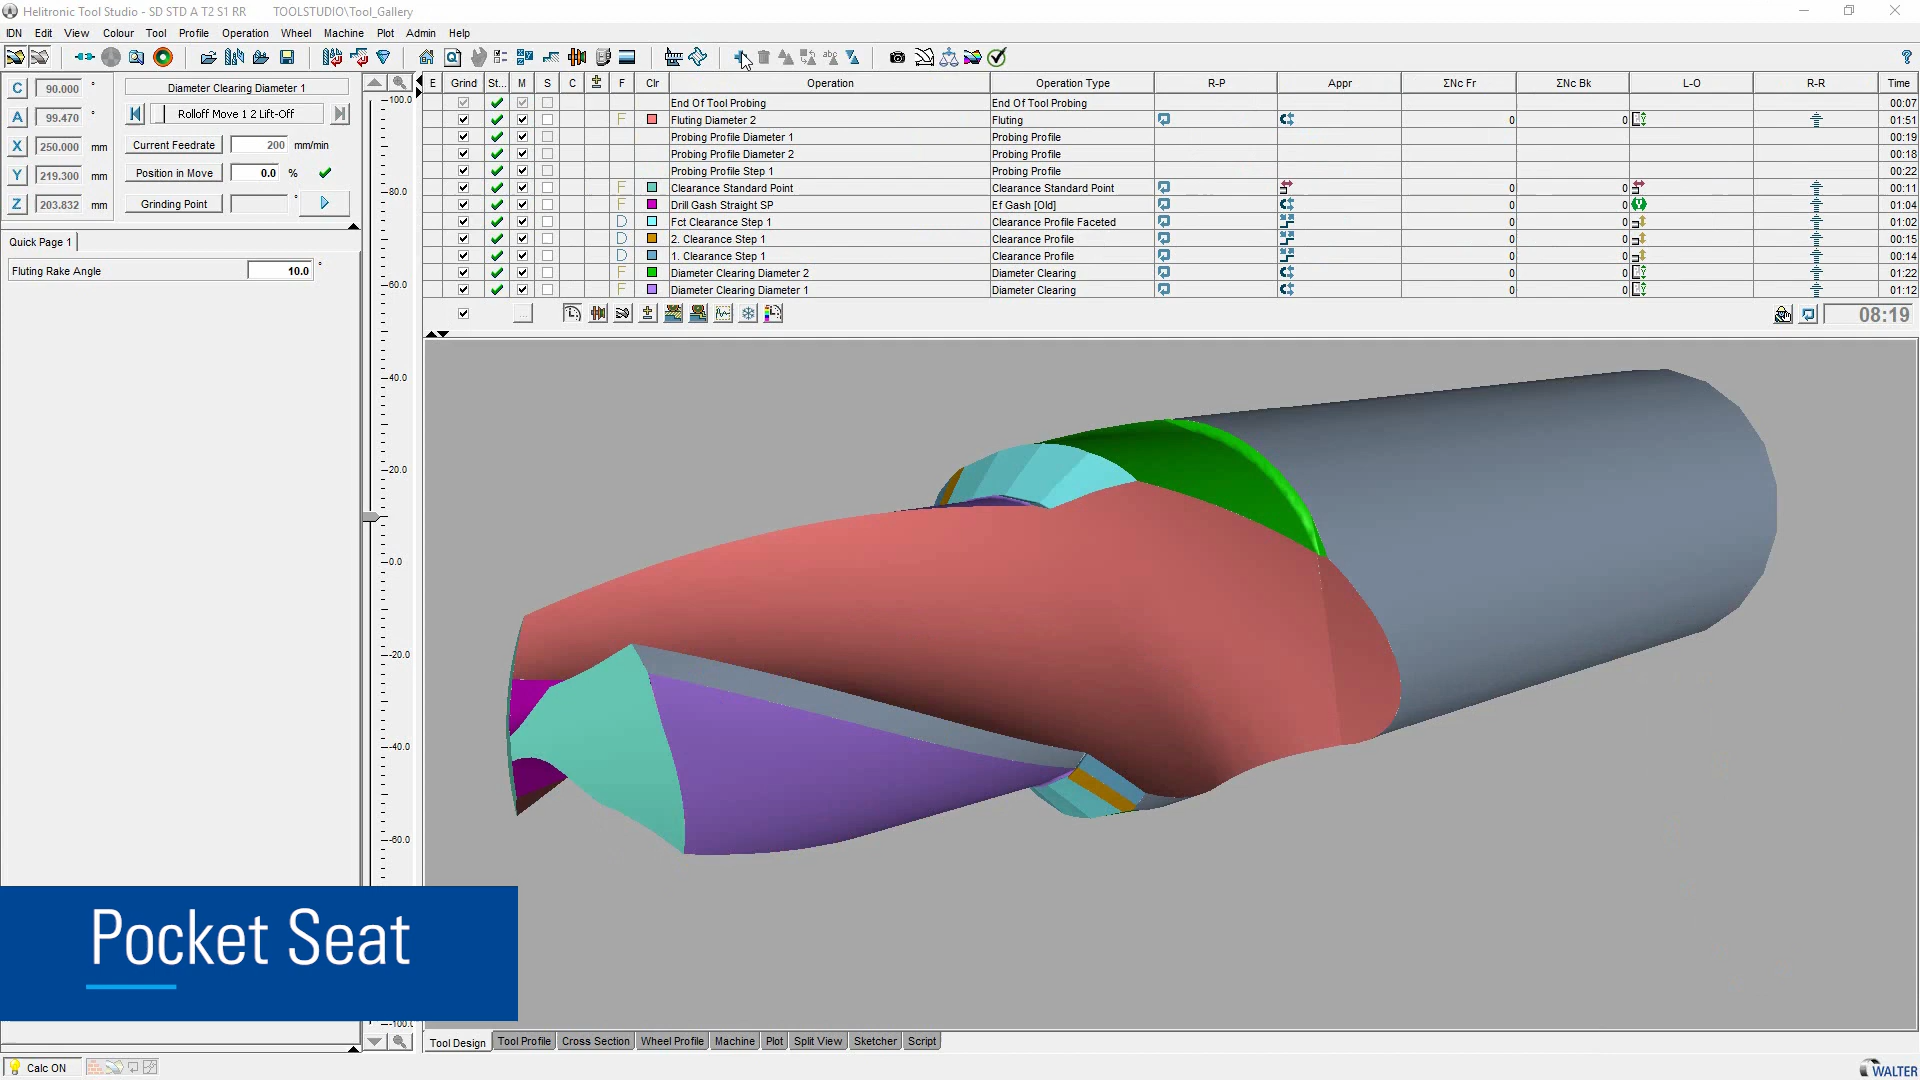 Helitronic Tool Studio - SD STD A T2 S1 RR TOOLSTUDIO\Tool_Gallery
IDN Edit View Colour Tool Profile Operation Wheel Machine Plot Admin Help
C 90.000 °
A 99.470 °
X 250.000 mm
Y 219.300 mm
Z 203.832 mm
Diameter Clearing Diameter 1
Rolloff Move 1 2 Lift-Off
Current Feedrate 200 mm/min
Position in Move 0.0 %
Grinding Point °
Quick Page 1
Fluting Rake Angle 10.0 °
100.0
80.0
60.0
40.0
20.0
0.0
-20.0
-40.0
-60.0
-100.0
E Grind St... M S C ± F Clr Operation Operation Type R-P Appr ΣNc Fr ΣNc Bk L-O R-R Time
End Of Tool Probing End Of Tool Probing 00:07
F Fluting Diameter 2 Fluting 0 0 01:51
Probing Profile Diameter 1 Probing Profile 00:19
Probing Profile Diameter 2 Probing Profile 00:18
Probing Profile Step 1 Probing Profile 00:22
F Clearance Standard Point Clearance Standard Point 0 0 00:11
F Drill Gash Straight SP Ef Gash [Old] 0 0 01:04
D Fct Clearance Step 1 Clearance Profile Faceted 0 0 01:02
D 2. Clearance Step 1 Clearance Profile 0 0 00:15
D 1. Clearance Step 1 Clearance Profile 0 0 00:14
F Diameter Clearing Diameter 2 Diameter Clearing 0 0 01:22
F Diameter Clearing Diameter 1 Diameter Clearing 0 0 01:12
... 08:19
Pocket Seat
Tool Design Tool Profile Cross Section Wheel Profile Machine Plot Split View Sketcher Script
Calc ON
WALTER